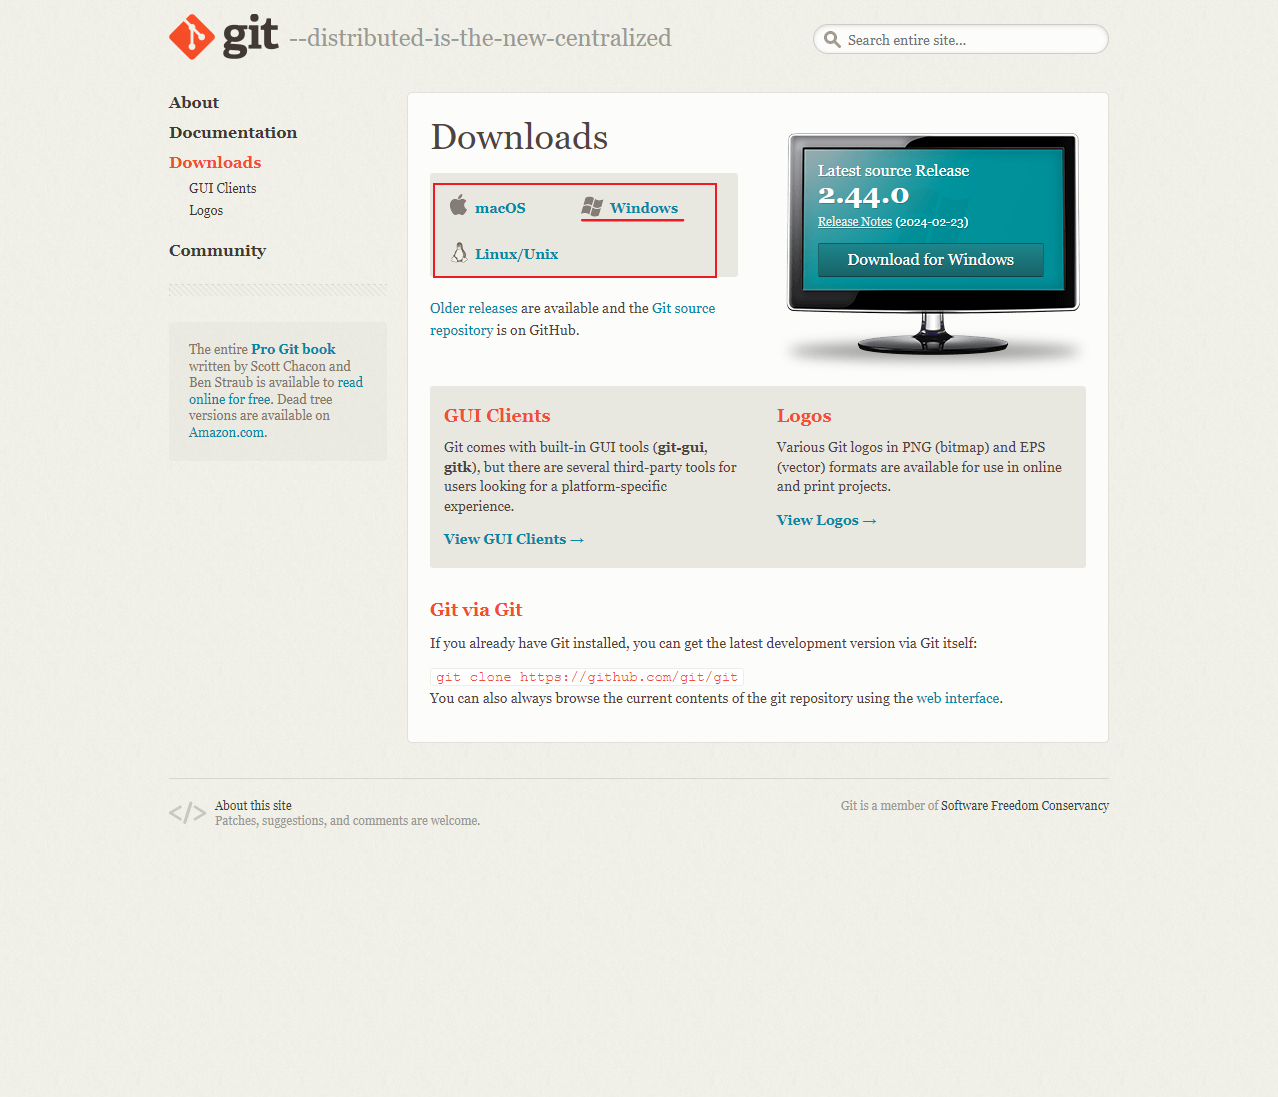 git --distributed-is-the-new-centralized
Search entire site...
About
Documentation
Downloads
GUI Clients
Logos
Community
The entire Pro Git book
written by Scott Chacon and
Ben Straub is available to read
online for free. Dead tree
versions are available on
Amazon.com.
Downloads
macOS
Windows
Linux/Unix
Older releases are available and the Git source
repository is on GitHub.
Latest source Release
2.44.0
Release Notes (2024-02-23)
Download for Windows
GUI Clients
Git comes with built-in GUI tools (git-gui,
gitk), but there are several third-party tools for
users looking for a platform-specific
experience.
View GUI Clients →
Logos
Various Git logos in PNG (bitmap) and EPS
(vector) formats are available for use in online
and print projects.
View Logos →
Git via Git
If you already have Git installed, you can get the latest development version via Git itself:
git clone https://github.com/git/git
You can also always browse the current contents of the git repository using the web interface.
</> About this site
Patches, suggestions, and comments are welcome.
Git is a member of Software Freedom Conservancy